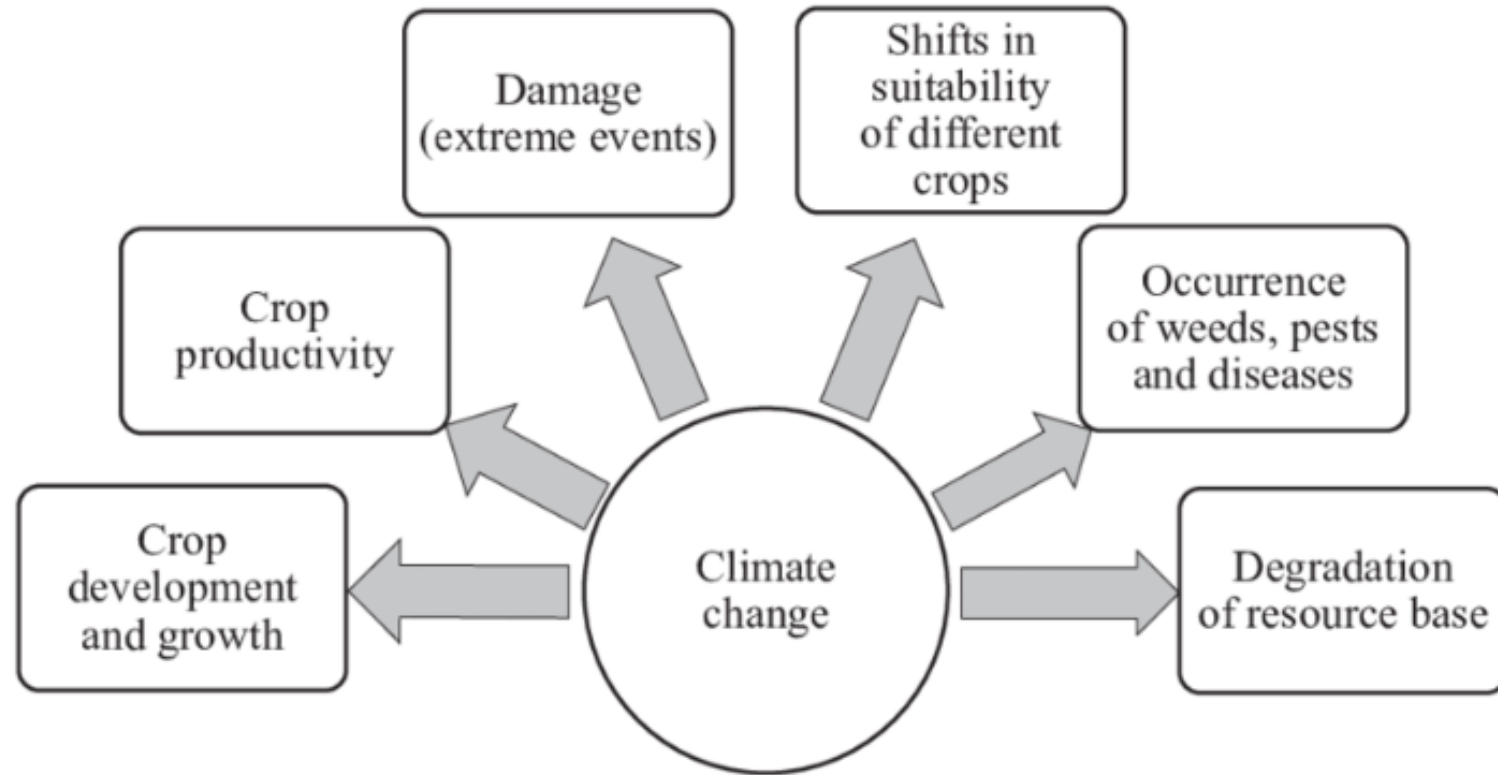 Damage
(extreme events)
Shifts in
suitability
of different
crops
Crop
productivity
Occurrence
of weeds, pests
and diseases
Crop
development
and growth
Climate
change
Degradation
of resource base